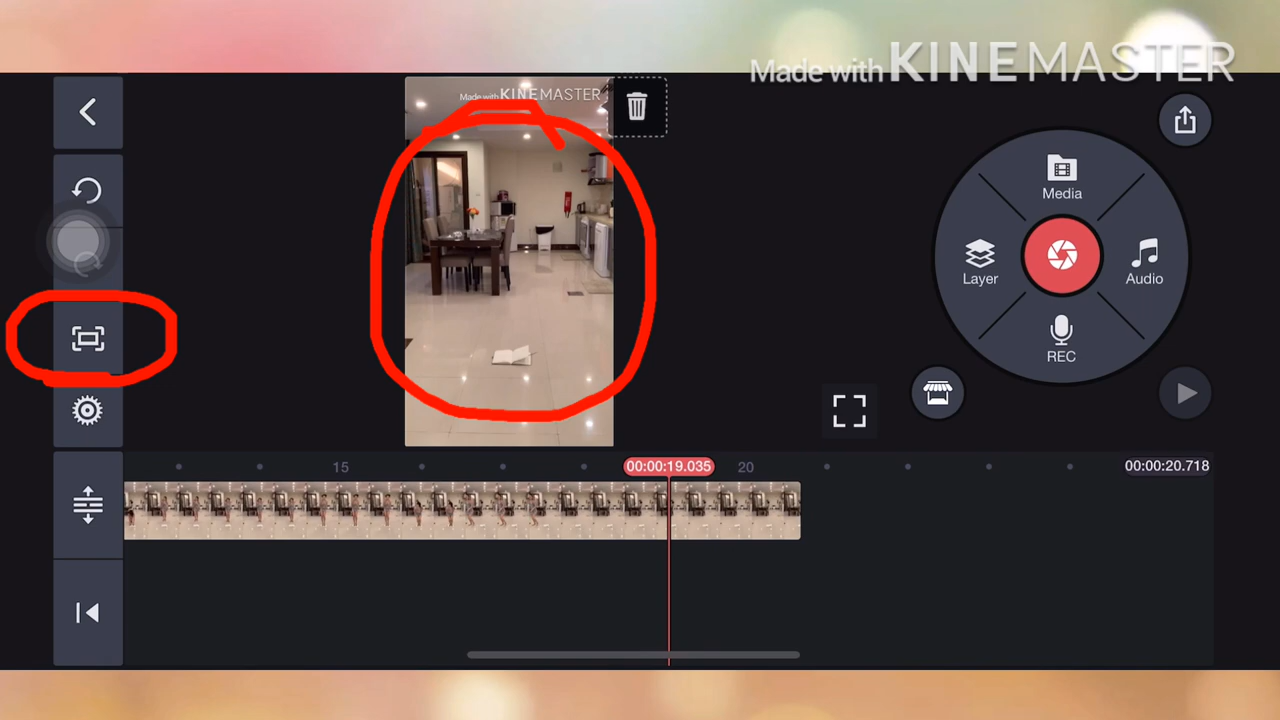 Made with KINEMASTER
Made with KINEMASTER
Media
Layer
Audio
REC
15
00:00:19.035
20
00:00:20.718